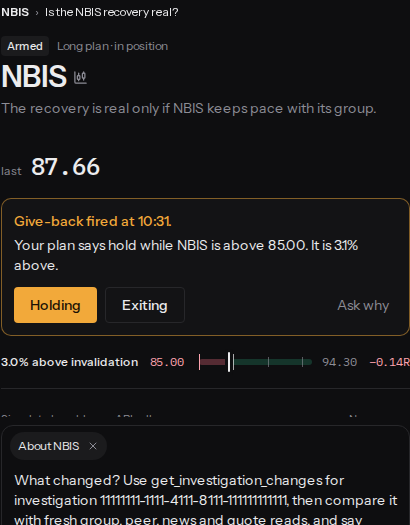 NBIS › Is the NBIS recovery real?
Armed Long plan · in position
NBIS
The recovery is real only if NBIS keeps pace with its group.
last 87.66
Give-back fired at 10:31.
Your plan says hold while NBIS is above 85.00. It is 3.1%
above.
Holding Exiting Ask why
3.0% above invalidation 85.00 94.30 −0.14R
About NBIS ×
What changed? Use get_investigation_changes for
investigation 11111111-1111-4111-8111-111111111111, then compare it
with fresh group, peer, news and quote reads, and say